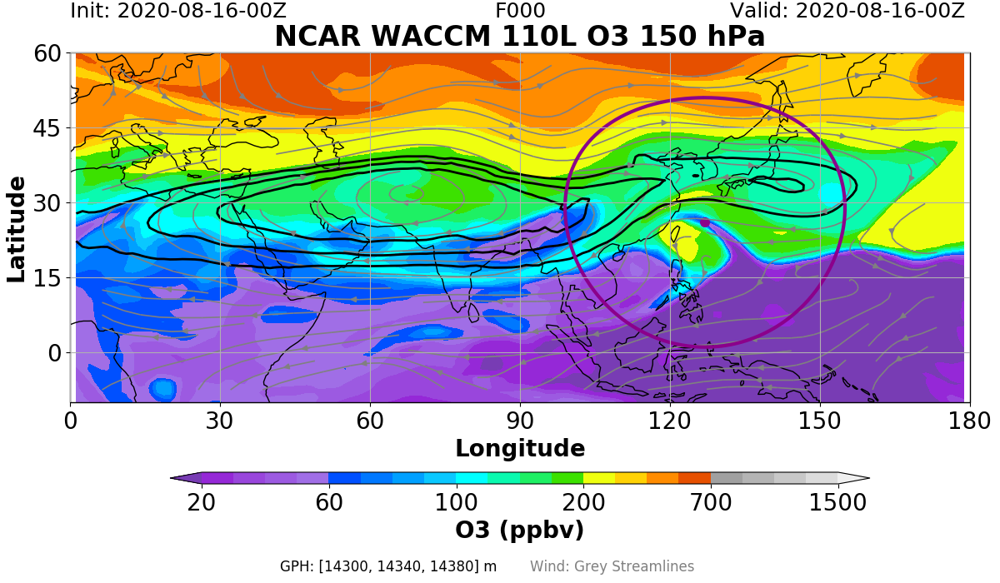 Init: 2020-08-16-00Z F000 Valid: 2020-08-16-00Z
NCAR WACCM 110L O3 150 hPa
60
45
30
15
0
Latitude
0 30 60 90 120 150 180
Longitude
20 60 100 200 700 1500
O3 (ppbv)
GPH: [14300, 14340, 14380] m Wind: Grey Streamlines